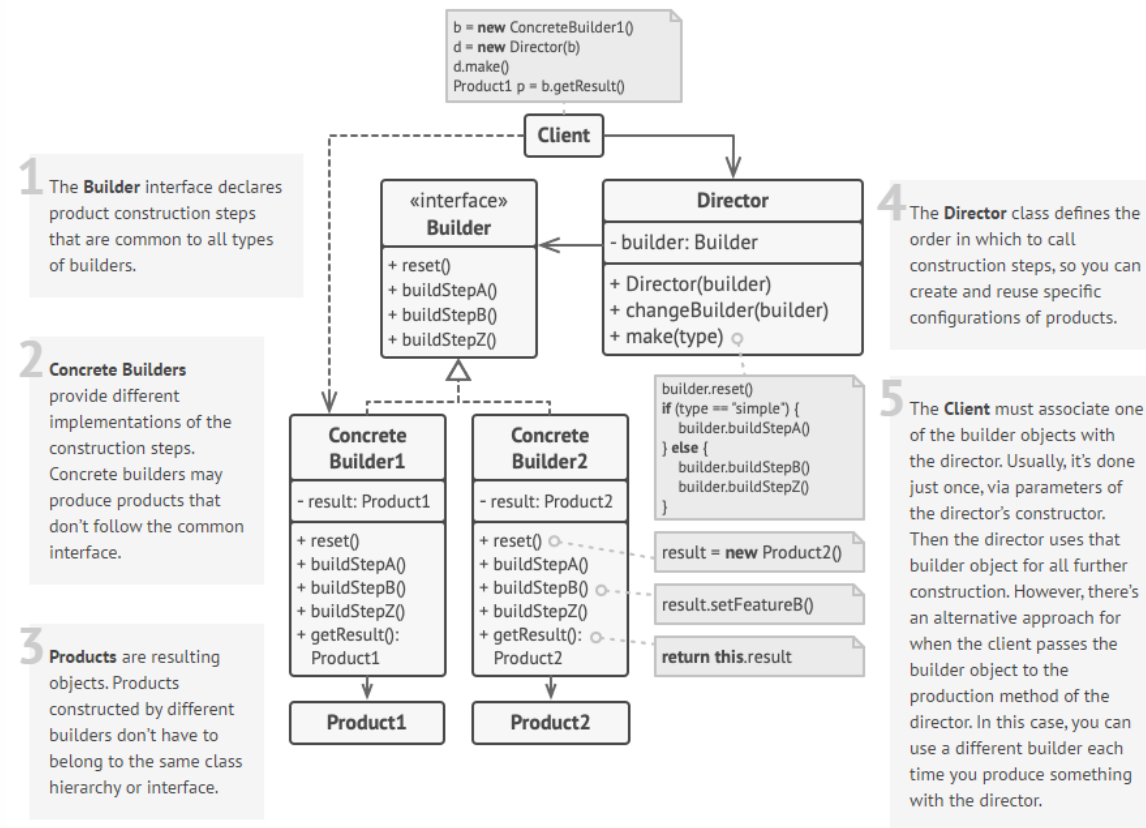 b = new ConcreteBuilder1()
d = new Director(b)
d.make()
Product1 p = b.getResult()
Client
1
The Builder interface declares
product construction steps
that are common to all types
of builders.
«interface»
Builder
+ reset()
+ buildStepA()
+ buildStepB()
+ buildStepZ()
Director
- builder: Builder
+ Director(builder)
+ changeBuilder(builder)
+ make(type)
4
The Director class defines the
order in which to call
construction steps, so you can
create and reuse specific
configurations of products.
2
Concrete Builders
provide different
implementations of the
construction steps.
Concrete builders may
produce products that
don't follow the common
interface.
builder.reset()
if (type == "simple") {
builder.buildStepA()
} else {
builder.buildStepB()
builder.buildStepZ()
}
Concrete
Builder1
- result: Product1
+ reset()
+ buildStepA()
+ buildStepB()
+ buildStepZ()
+ getResult():
Product1
Concrete
Builder2
- result: Product2
+ reset()
+ buildStepA()
+ buildStepB()
+ buildStepZ()
+ getResult():
Product2
result = new Product2()
result.setFeatureB()
return this.result
3
Products are resulting
objects. Products
constructed by different
builders don't have to
belong to the same class
hierarchy or interface.
Product1
Product2
5
The Client must associate one
of the builder objects with
the director. Usually, it's done
just once, via parameters of
the director's constructor.
Then the director uses that
builder object for all further
construction. However, there's
an alternative approach for
when the client passes the
builder object to the
production method of the
director. In this case, you can
use a different builder each
time you produce something
with the director.